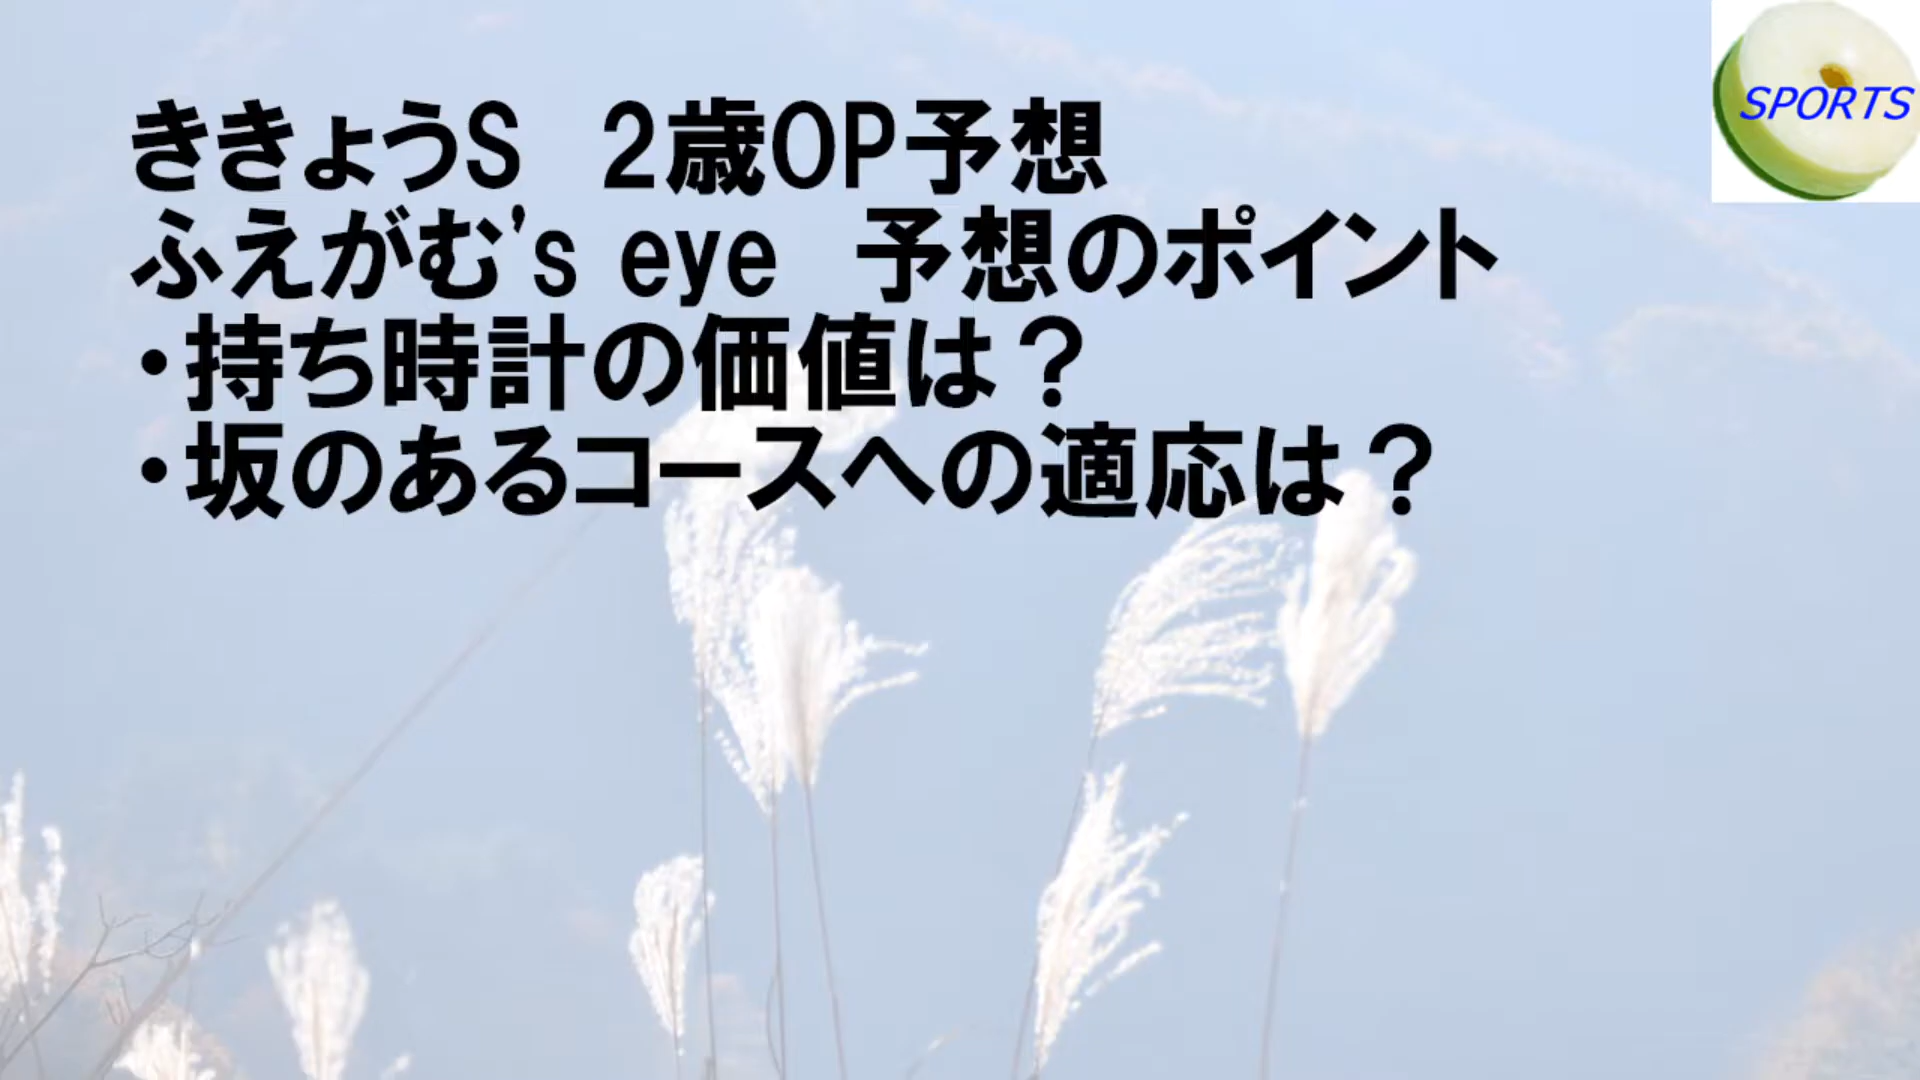 ききょうS　2歳OP予想
ふえがむ's eye　予想のポイント
・持ち時計の価値は？
・坂のあるコースへの適応は？
SPORTS